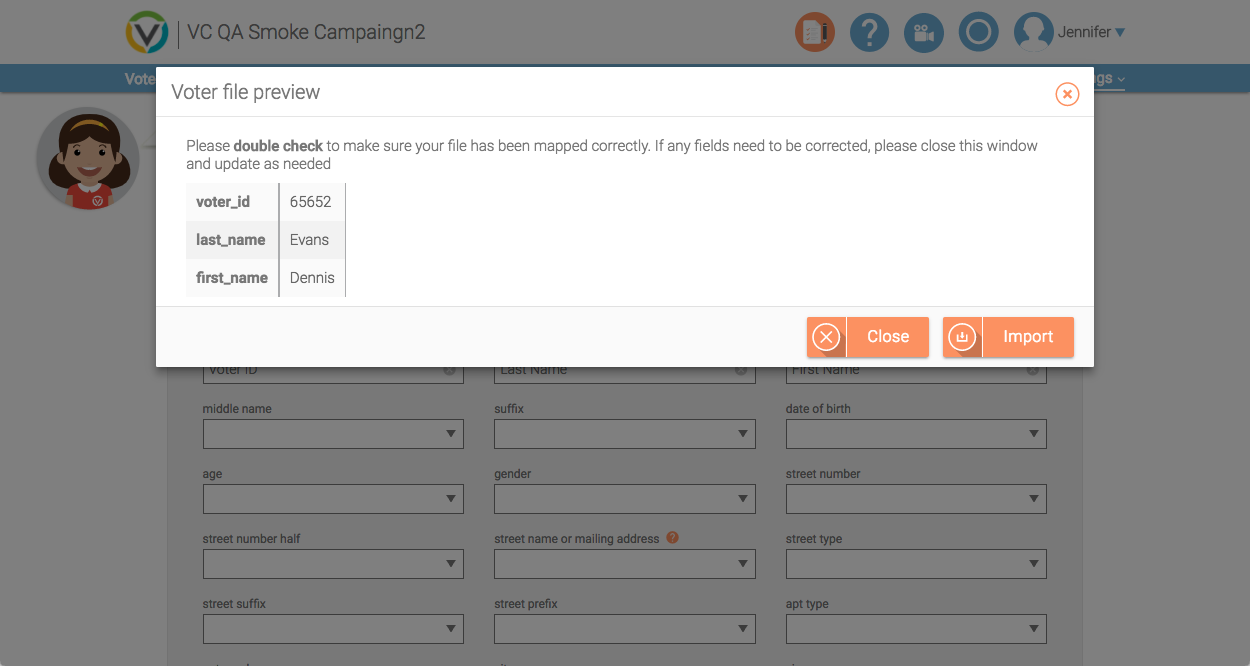 VC QA Smoke Campaingn2
Jennifer
Vote
gs
Voter file preview
Please double check to make sure your file has been mapped correctly. If any fields need to be corrected, please close this window
and update as needed
voter_id 65652
last_name Evans
first_name Dennis
Close Import
Voter ID Last Name First Name
middle name suffix date of birth
age gender street number
street number half street name or mailing address ? street type
street suffix street prefix apt type